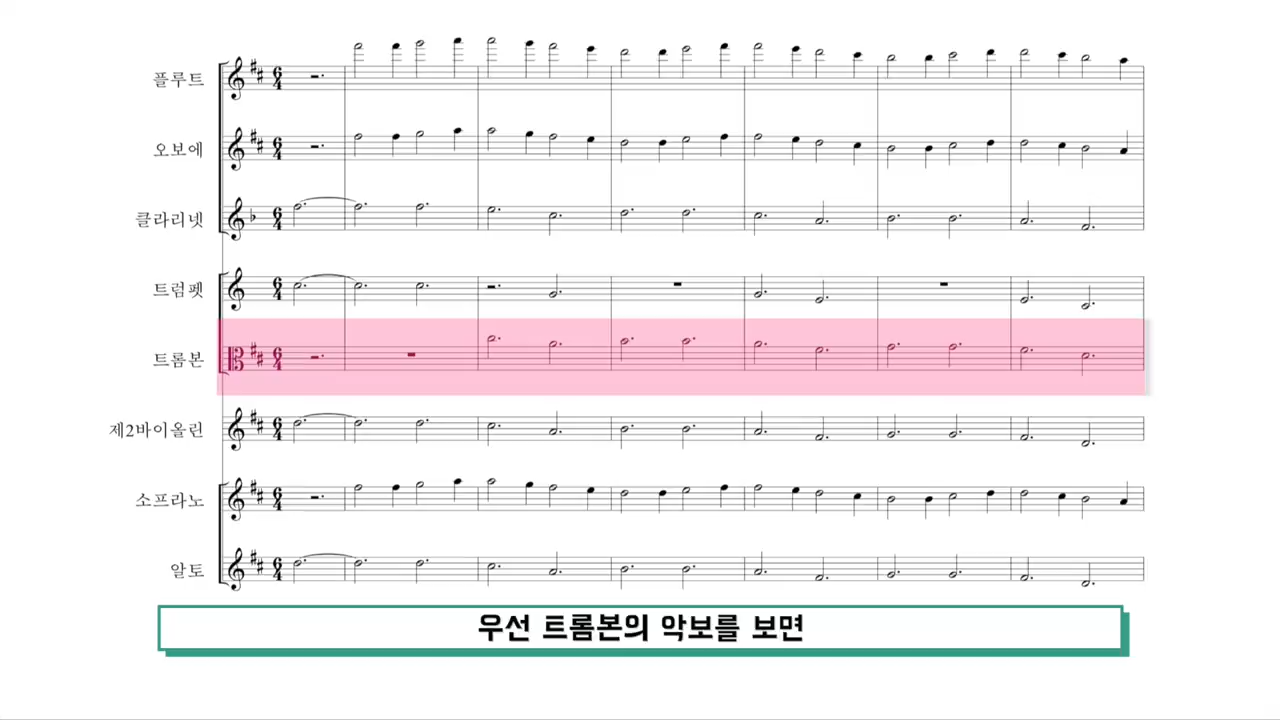 플루트
오보에
클라리넷
트럼펫
트롬본
제2바이올린
소프라노
알토
우선 트롬본의 악보를 보면